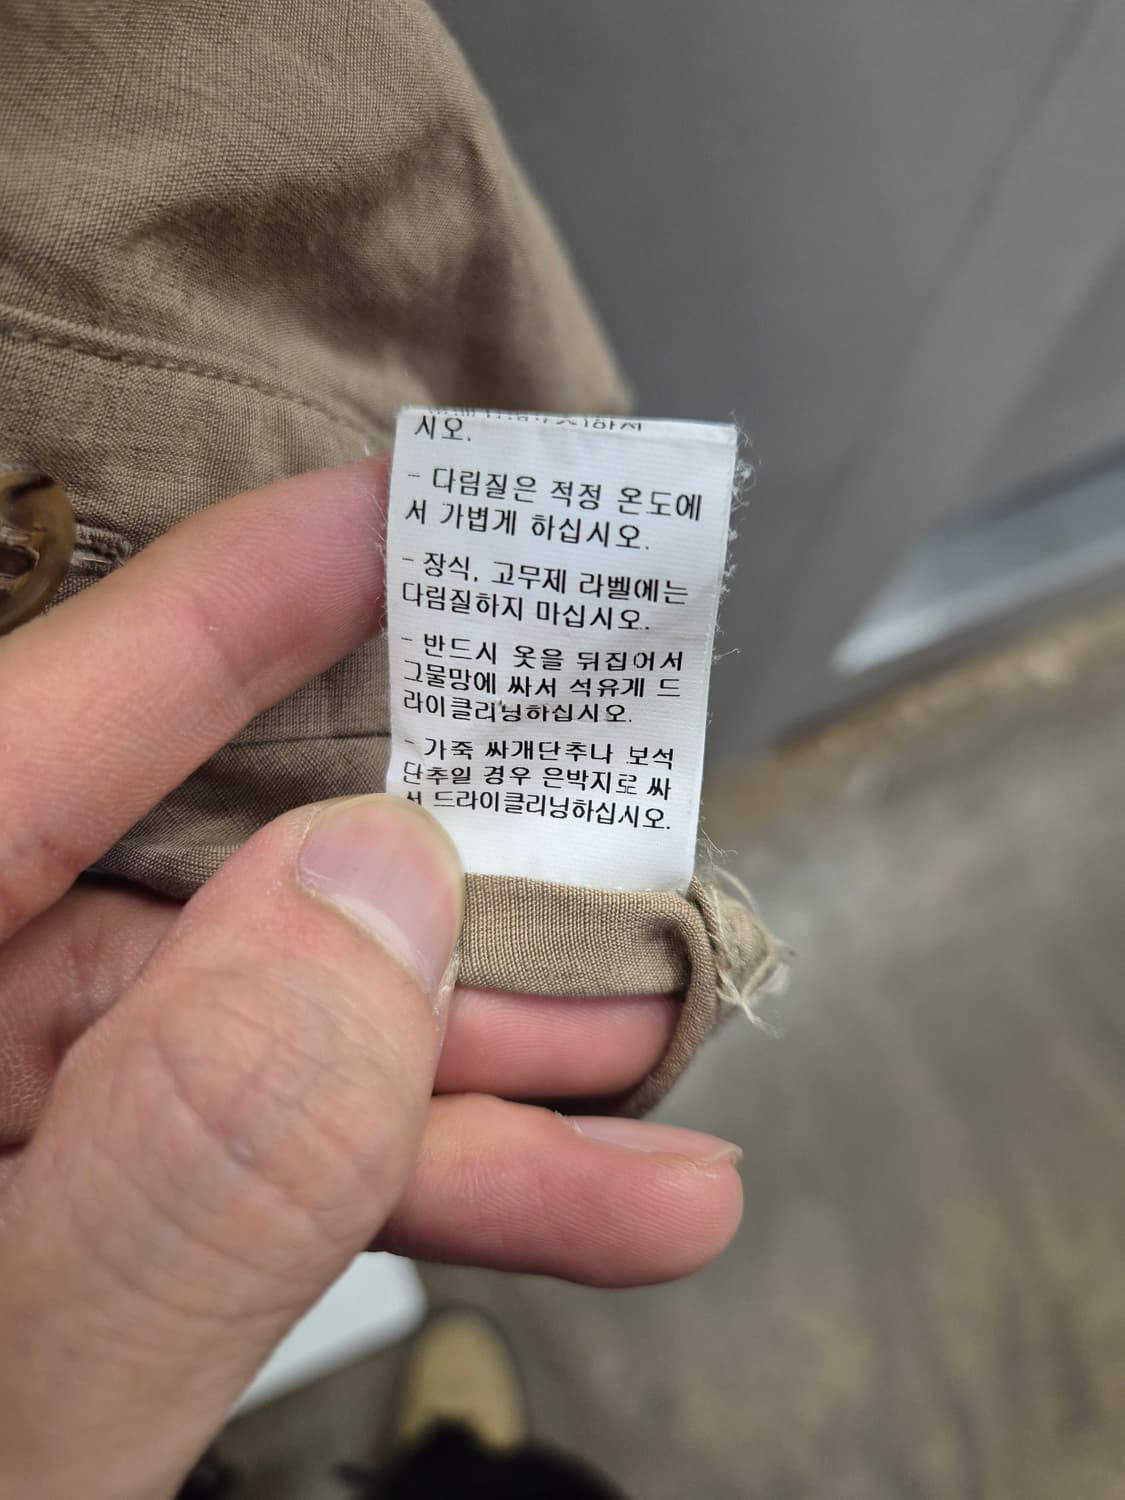 시오.
- 다림질은 적정 온도에
서 가볍게 하십시오.
- 장식, 고무제 라벨에는
다림질하지 마십시오.
- 반드시 옷을 뒤집어서
그물망에 싸서 석유계 드
라이클리닝하십시오.
- 가죽 싸개단추나 보석
단추일 경우 은박지로 싸
서 드라이클리닝하십시오.